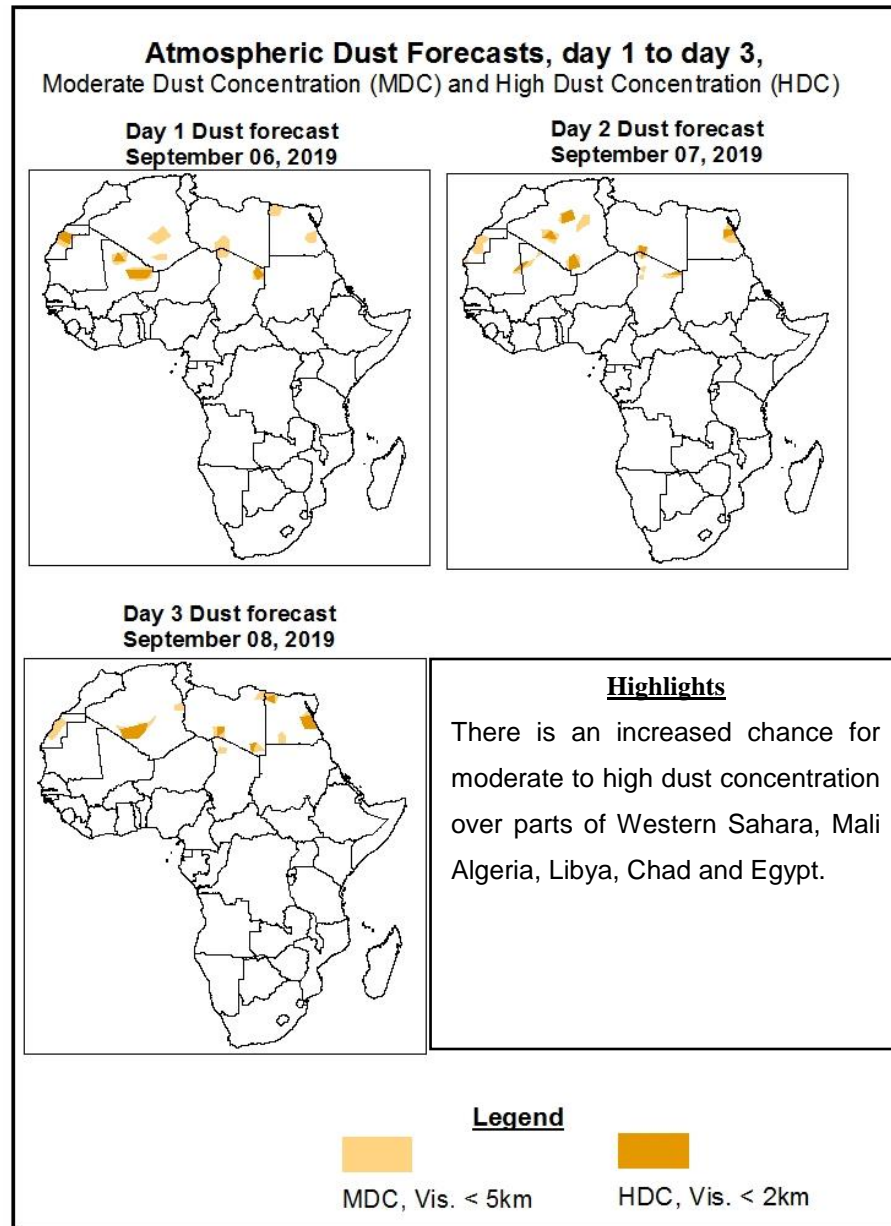 Atmospheric Dust Forecasts, day 1 to day 3,
Moderate Dust Concentration (MDC) and High Dust Concentration (HDC)
Day 1 Dust forecast
September 06, 2019
Day 2 Dust forecast
September 07, 2019
Day 3 Dust forecast
September 08, 2019
Highlights
There is an increased chance for
moderate to high dust concentration
over parts of Western Sahara, Mali
Algeria, Libya, Chad and Egypt.
Legend
MDC, Vis. < 5km
HDC, Vis. < 2km